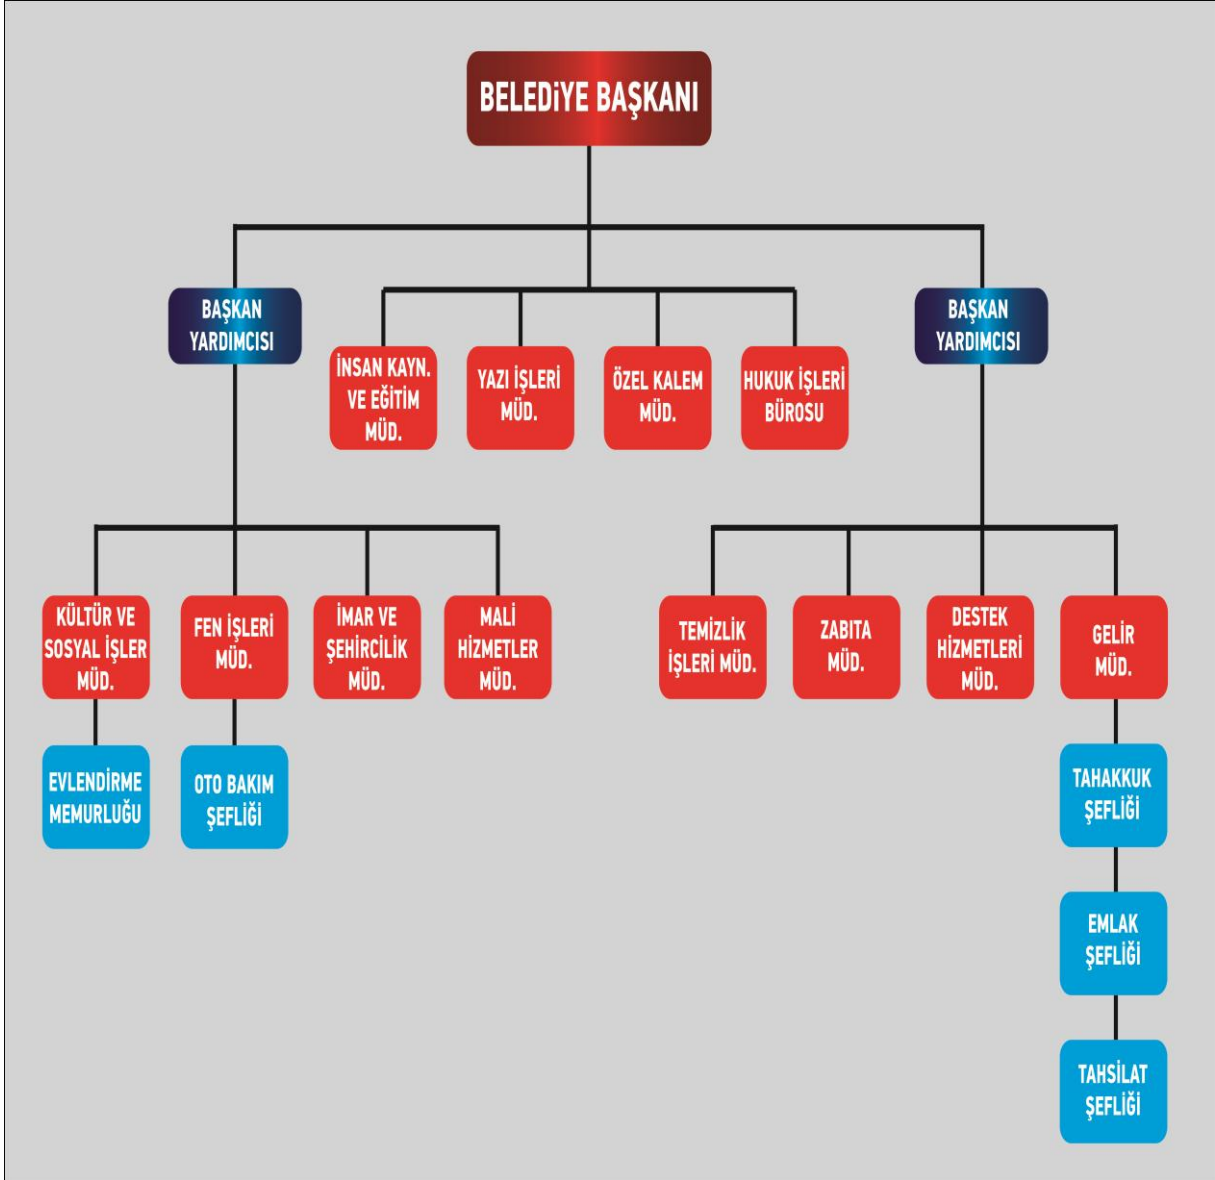 BELEDİYE BAŞKANI
BAŞKAN
YARDIMCISI
BAŞKAN
YARDIMCISI
İNSAN KAYN.
VE EĞİTİM
MÜD.
YAZI İŞLERİ
MÜD.
ÖZEL KALEM
MÜD.
HUKUK İŞLERİ
BÜROSU
KÜLTÜR VE
SOSYAL İŞLER
MÜD.
FEN İŞLERİ
MÜD.
İMAR VE
ŞEHİRCİLİK
MÜD.
MALİ
HİZMETLER
MÜD.
TEMİZLİK
İŞLERİ MÜD.
ZABITA
MÜD.
DESTEK
HİZMETLERİ
MÜD.
GELİR
MÜD.
EVLENDİRME
MEMURLUĞU
OTO BAKIM
ŞEFLİĞİ
TAHAKKUK
ŞEFLİĞİ
EMLAK
ŞEFLİĞİ
TAHSİLAT
ŞEFLİĞİ